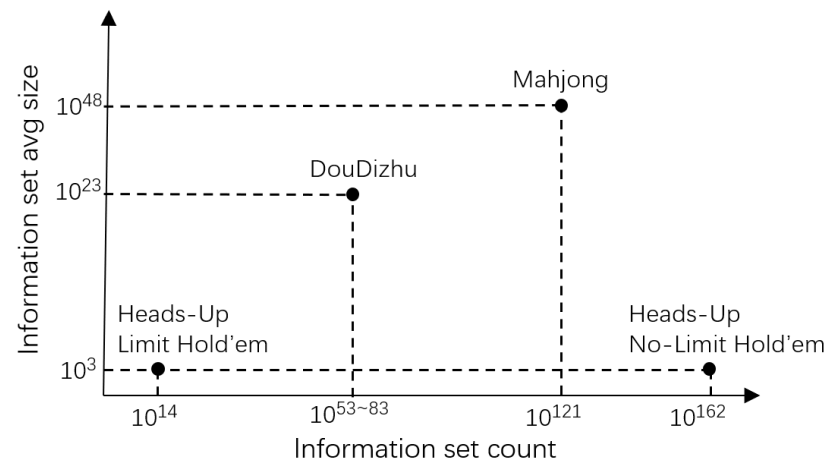 Mahjong
10^48
DouDizhu
10^23
Information set avg size
Heads-Up
Limit Hold’em
Heads-Up
No-Limit Hold’em
10^3
10^14
10^53~83
10^121
10^162
Information set count